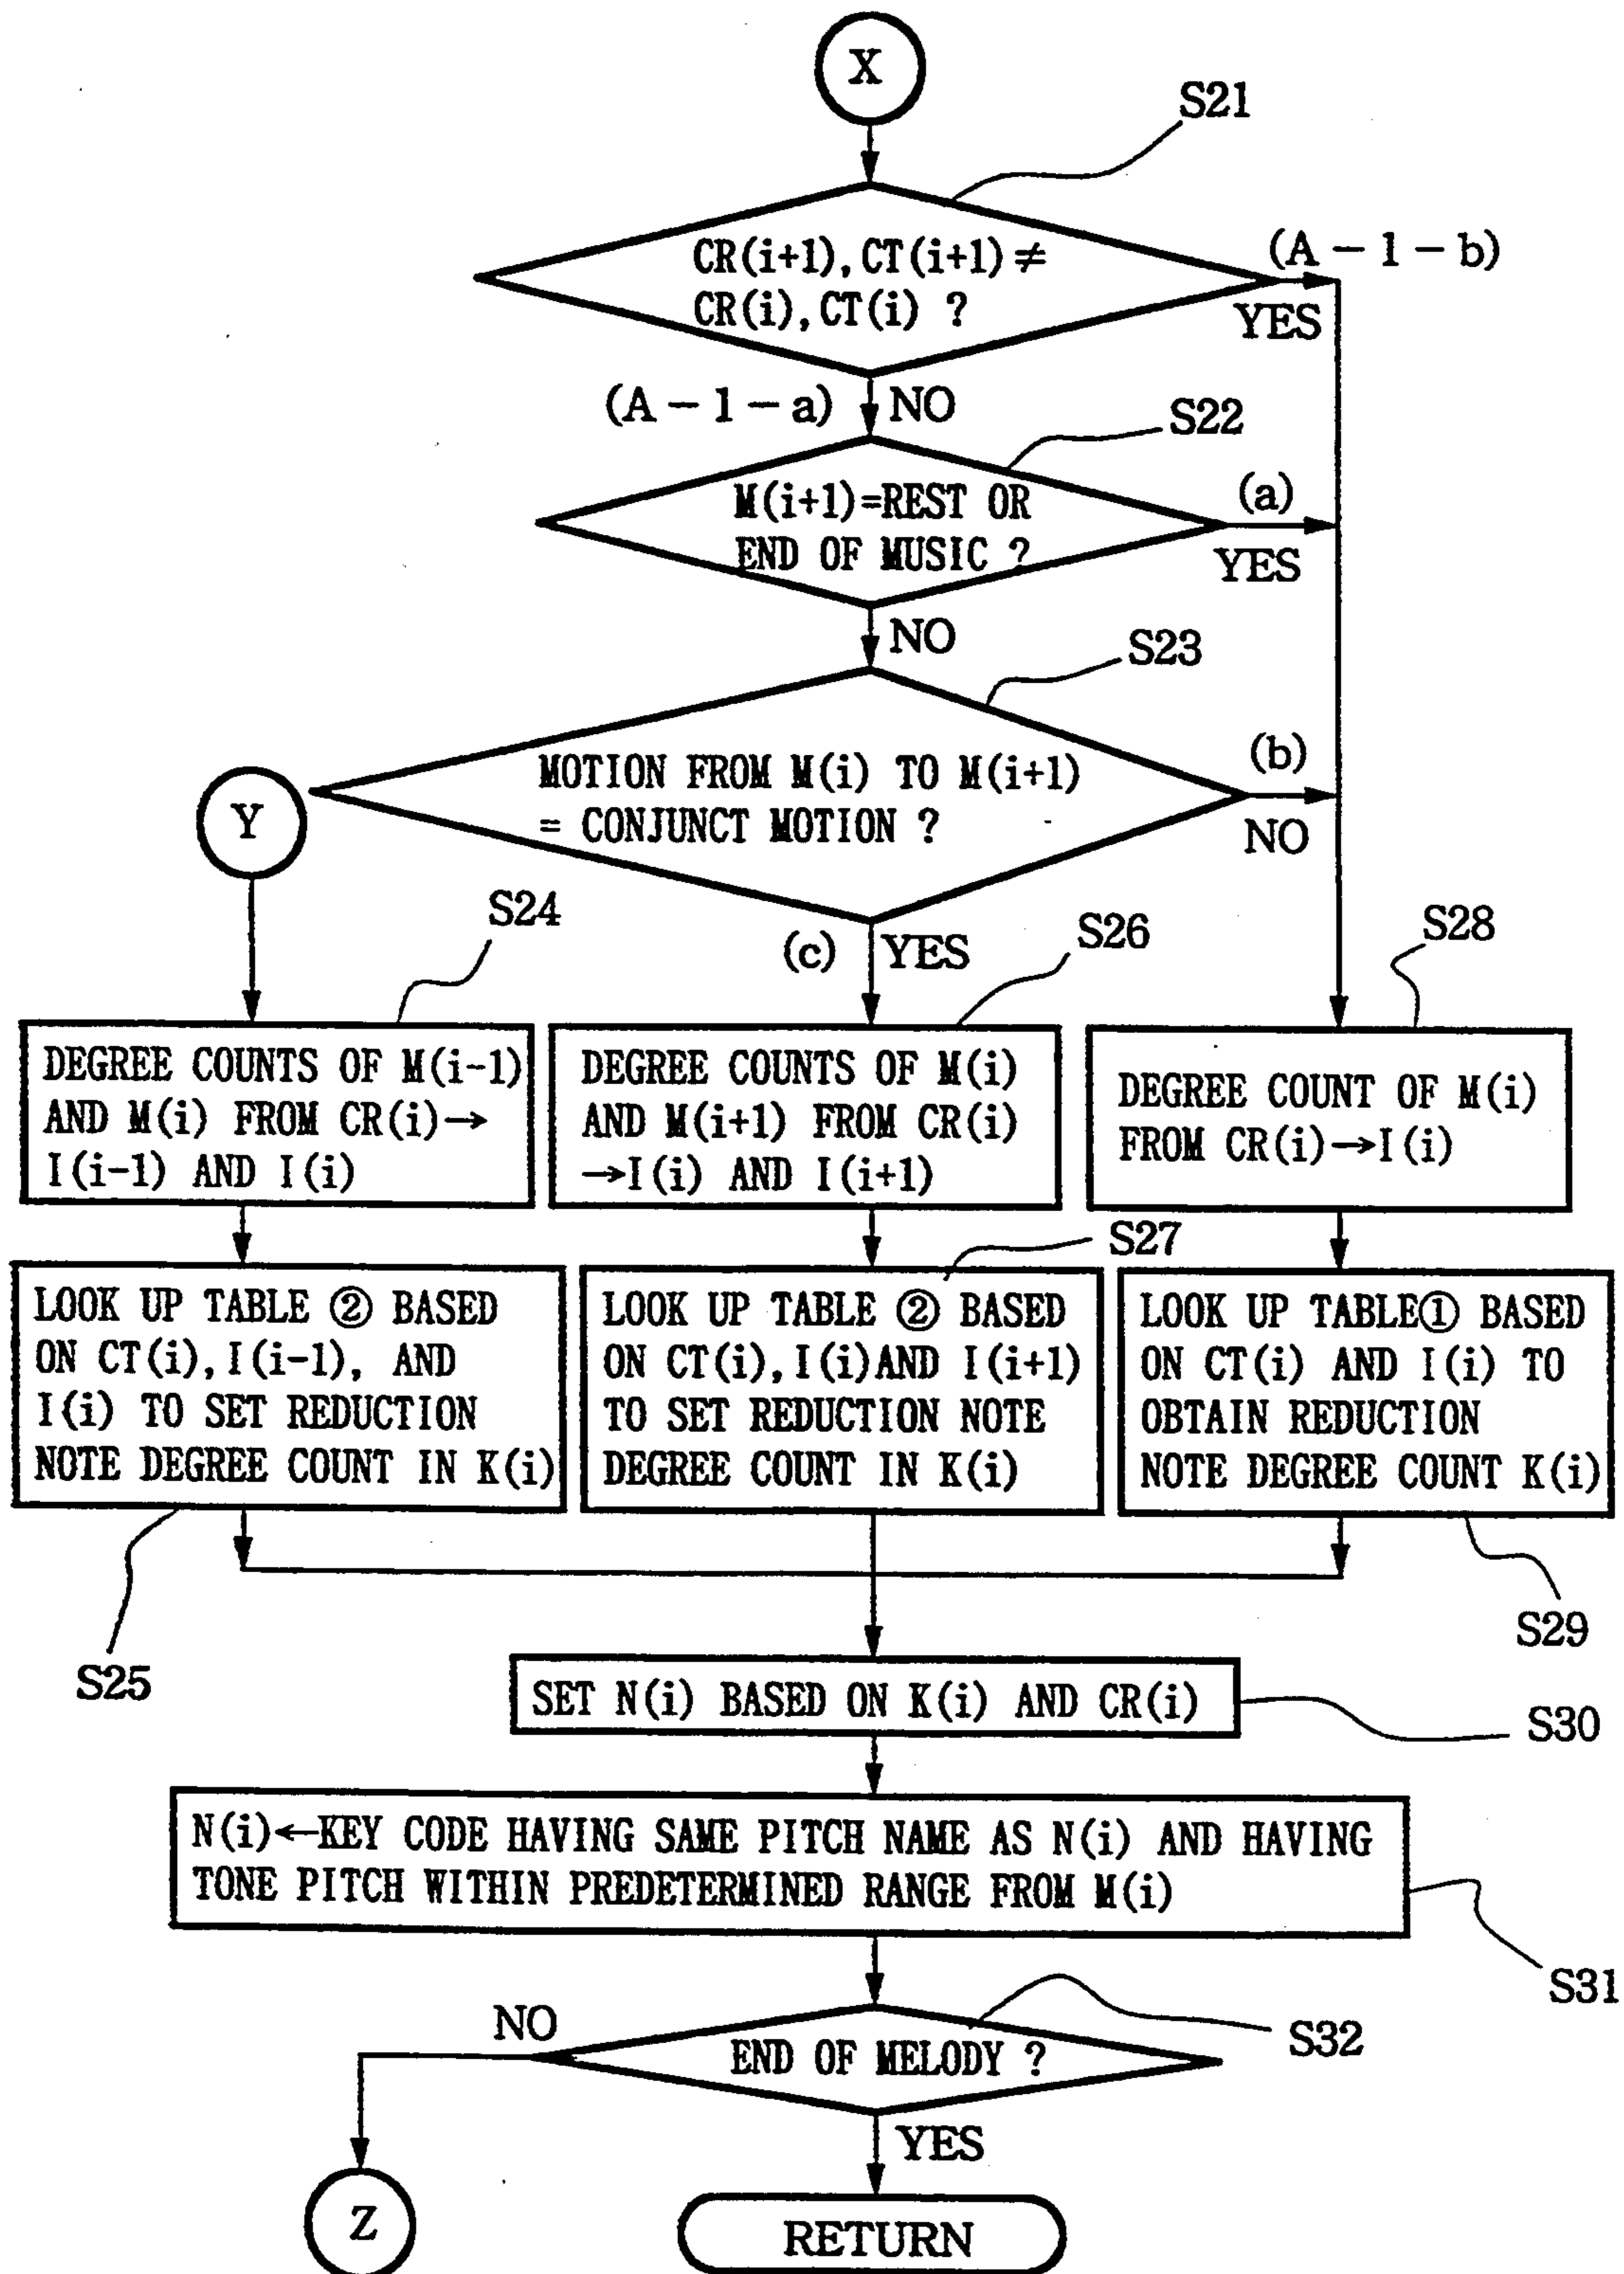 X
S21
CR(i+1),CT(i+1)≠
CR(i),CT(i) ?
(A-1-b)
YES
(A-1-a)
NO
S22
M(i+1)=REST OR
END OF MUSIC ?
(a)
YES
NO
S23
MOTION FROM M(i) TO M(i+1)
= CONJUNCT MOTION ?
(b)
NO
Y
S24
(c)
YES
S26
S28
DEGREE COUNTS OF M(i-1)
AND M(i) FROM CR(i)→
I(i-1) AND I(i)
DEGREE COUNTS OF M(i)
AND M(i+1) FROM CR(i)
→I(i) AND I(i+1)
DEGREE COUNT OF M(i)
FROM CR(i)→I(i)
S27
LOOK UP TABLE ② BASED
ON CT(i),I(i-1), AND
I(i) TO SET REDUCTION
NOTE DEGREE COUNT IN K(i)
LOOK UP TABLE ② BASED
ON CT(i),I(i)AND I(i+1)
TO SET REDUCTION NOTE
DEGREE COUNT IN K(i)
LOOK UP TABLE① BASED
ON CT(i) AND I(i) TO
OBTAIN REDUCTION
NOTE DEGREE COUNT K(i)
S25
S29
SET N(i) BASED ON K(i) AND CR(i)
S30
N(i)←KEY CODE HAVING SAME PITCH NAME AS N(i) AND HAVING
TONE PITCH WITHIN PREDETERMINED RANGE FROM M(i)
S31
NO
END OF MELODY ?
S32
YES
Z
RETURN